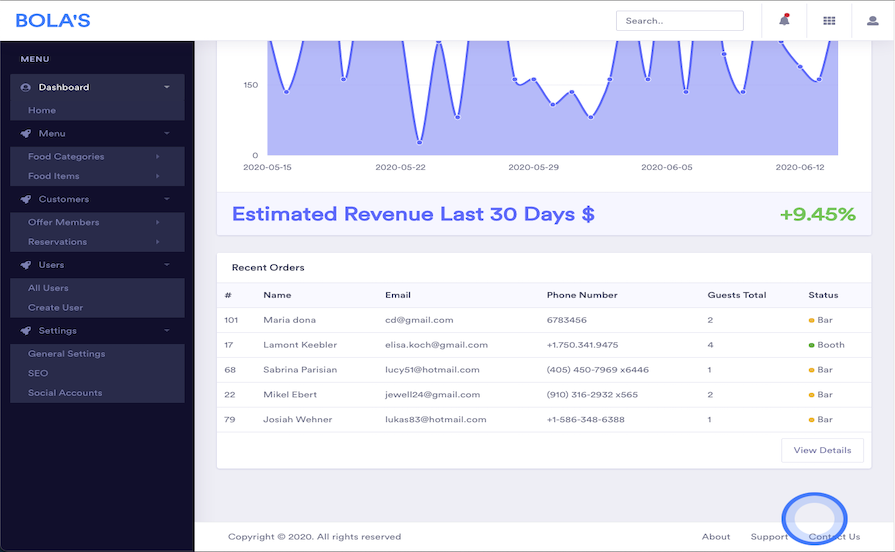 BOLA'S
Search..
MENU
Dashboard
Home
Menu
Food Categories
Food Items
Customers
Offer Members
Reservations
Users
All Users
Create User
Settings
General Settings
SEO
Social Accounts
150
0
2020-05-15 2020-05-22 2020-05-29 2020-06-05 2020-06-12
Estimated Revenue Last 30 Days $ +9.45%
Recent Orders
# Name Email Phone Number Guests Total Status
101 Maria dona cd@gmail.com 6783456 2 Bar
17 Lamont Keebler elisa.koch@gmail.com +1.750.341.9475 4 Booth
68 Sabrina Parisian lucy51@hotmail.com (405) 450-7969 x6446 1 Bar
22 Mikel Ebert jewell24@gmail.com (910) 316-2932 x565 2 Bar
79 Josiah Wehner lukas83@hotmail.com +1-586-348-6388 1 Bar
View Details
Copyright © 2020. All rights reserved About Support Contact Us